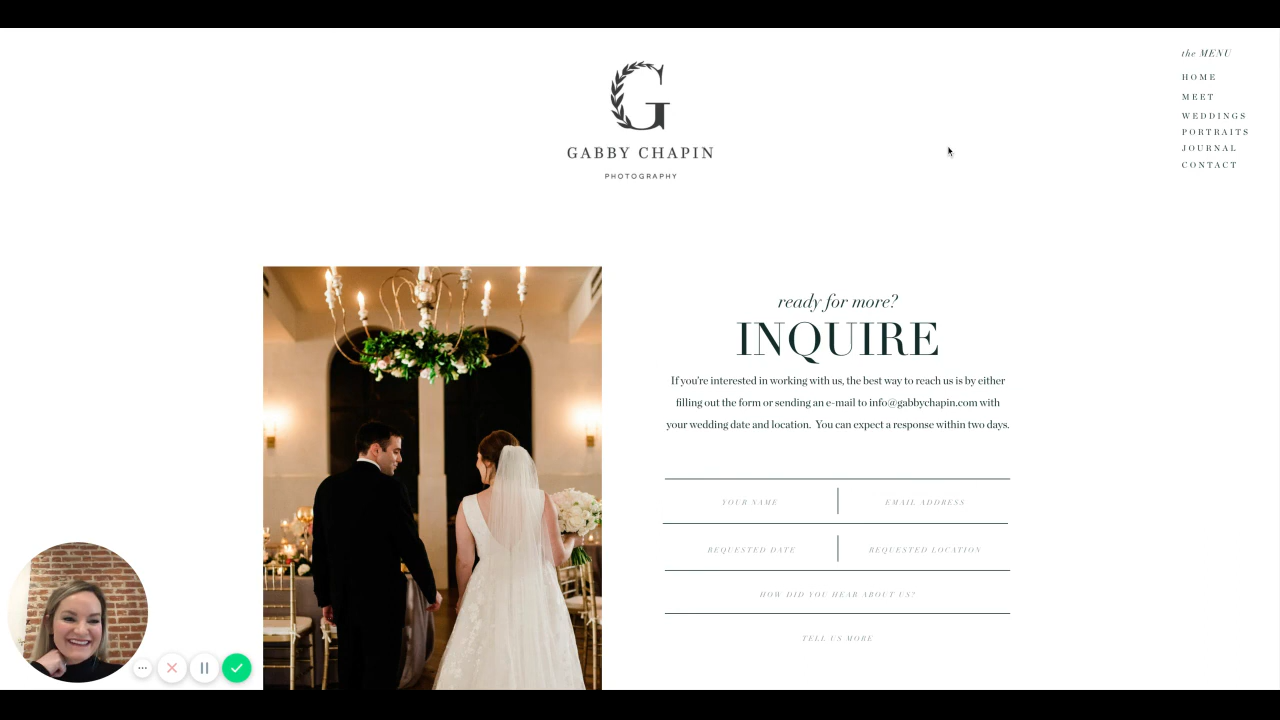 the MENU
HOME
MEET
WEDDINGS
PORTRAITS
JOURNAL
CONTACT
G
GABBY CHAPIN
PHOTOGRAPHY
ready for more?
INQUIRE
If you're interested in working with us, the best way to reach us is by either
filling out the form or sending an e-mail to info@gabbychapin.com with
your wedding date and location.  You can expect a response within two days.
YOUR NAME
EMAIL ADDRESS
REQUESTED DATE
REQUESTED LOCATION
HOW DID YOU HEAR ABOUT US?
TELL US MORE